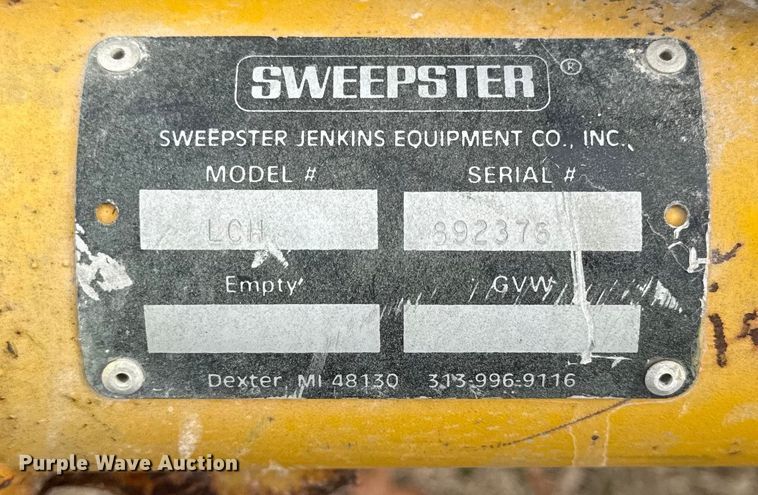 SWEEPSTER ®
SWEEPSTER JENKINS EQUIPMENT CO., INC.
MODEL # SERIAL #
LCH 892376
Empty GVW
Dexter, MI 48130 313-996-9116
Purple Wave Auction